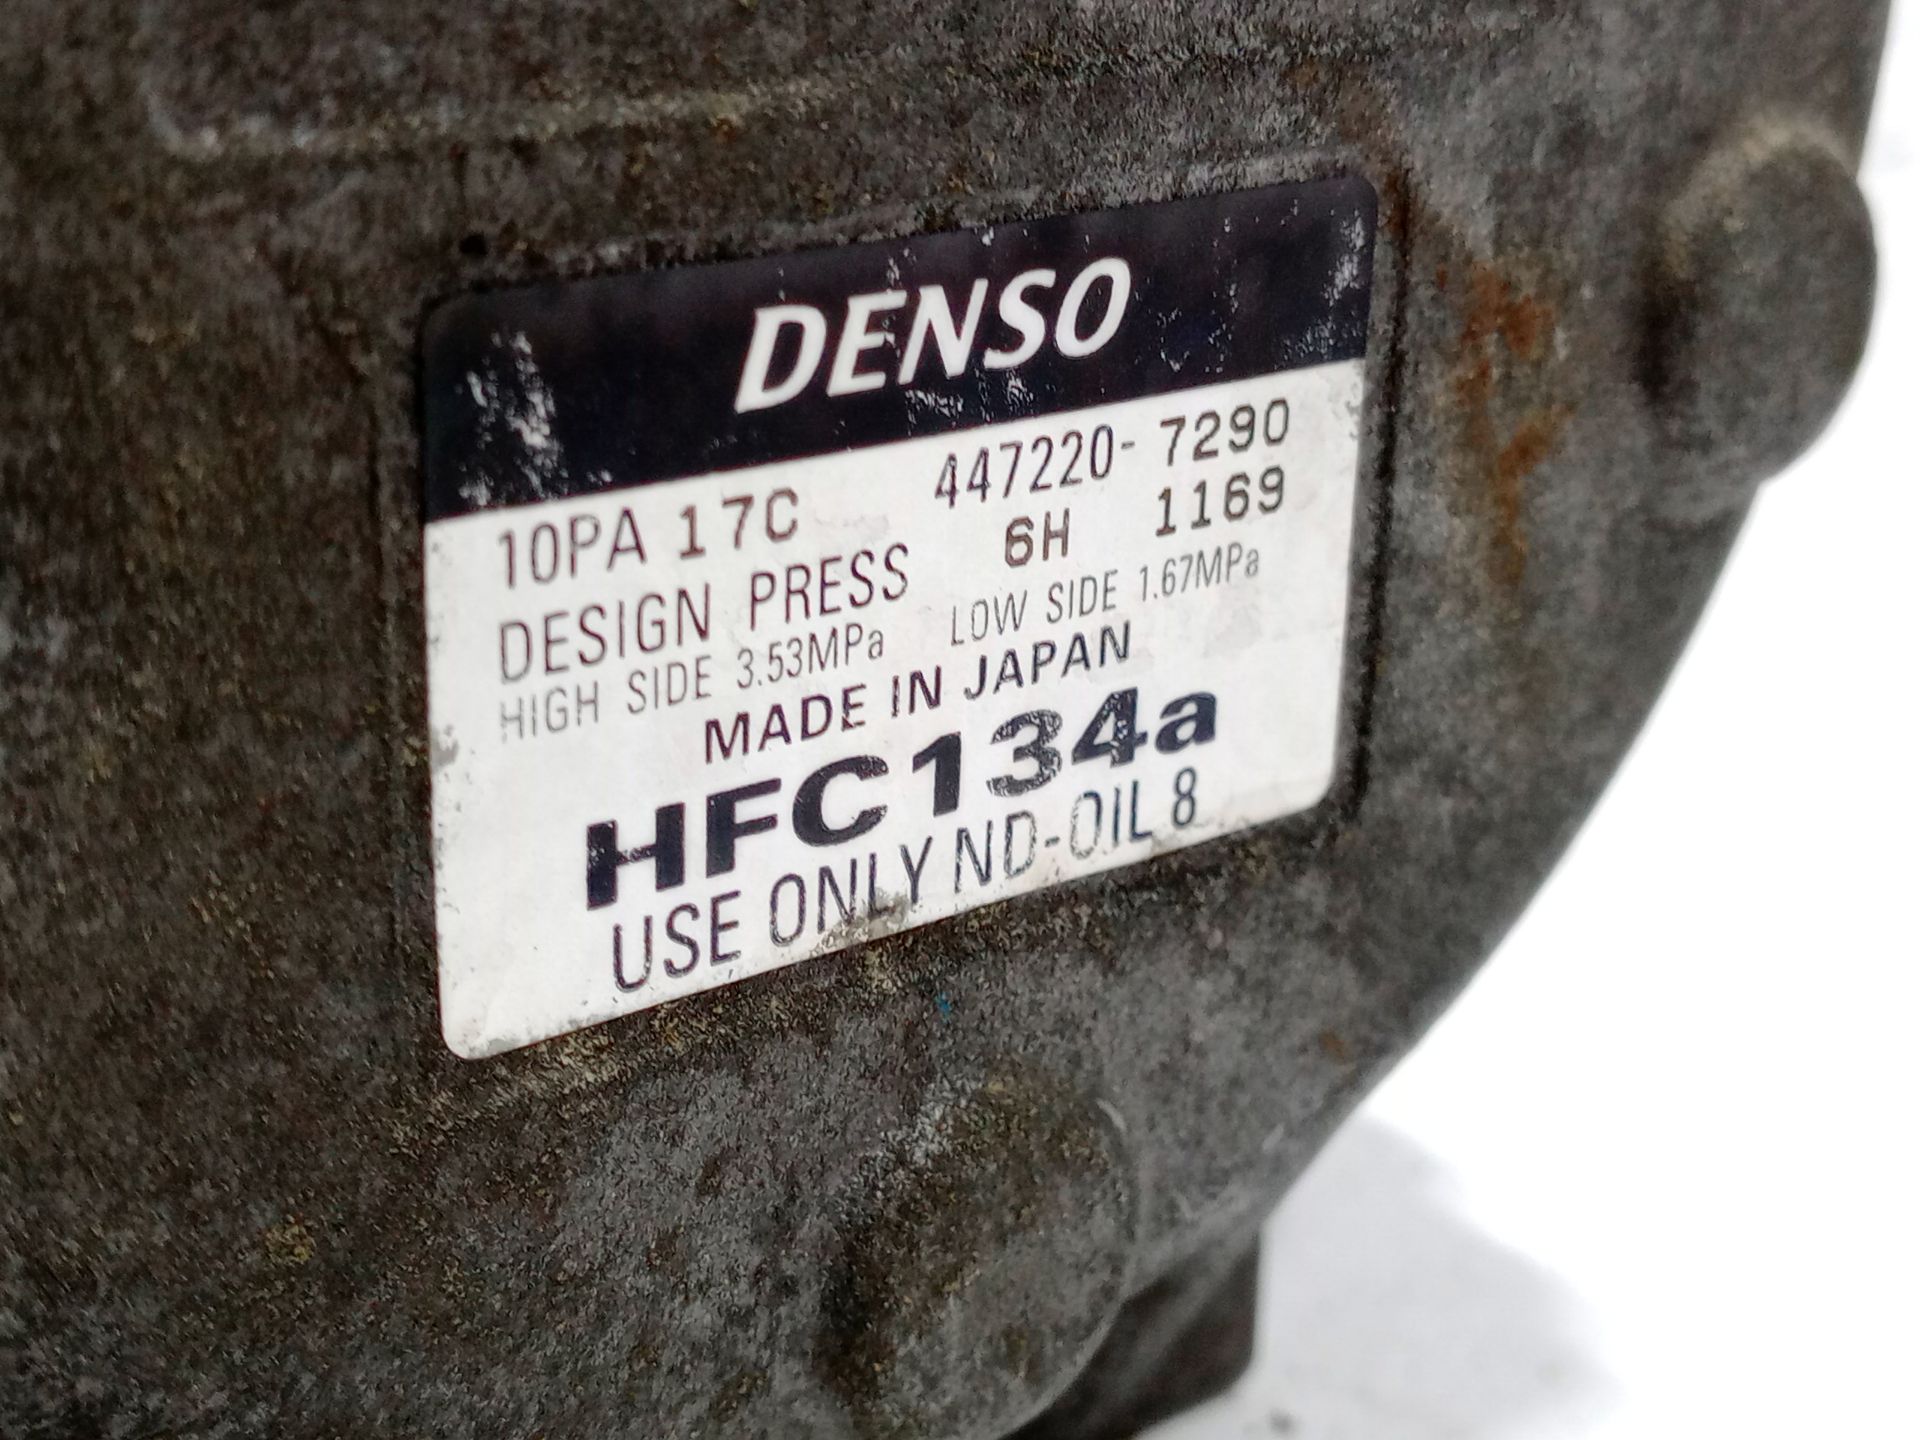 DENSO
10PA 17C 447220- 7290
DESIGN PRESS 6H 1169
HIGH SIDE 3.53MPa LOW SIDE 1.67MPa
MADE IN JAPAN
HFC134a
USE ONLY ND-OIL 8